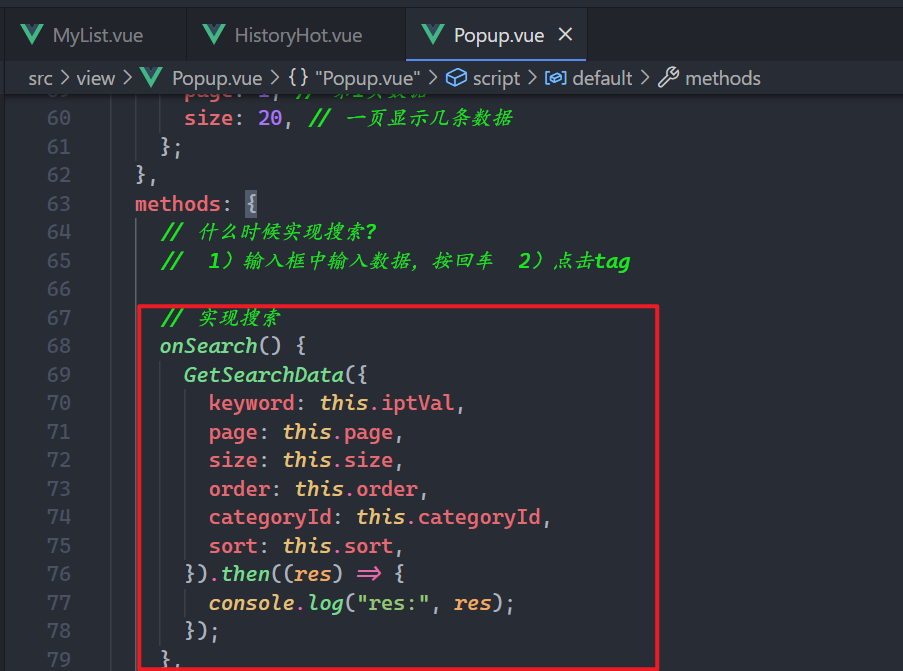 MyList.vue HistoryHot.vue Popup.vue
src > view > Popup.vue > {} "Popup.vue" > script > default > methods
60 size: 20, // 一页显示几条数据
61 };
62 },
63 methods: {
64 // 什么时候实现搜索?
65 // 1）输入框中输入数据，按回车 2）点击tag
66
67 // 实现搜索
68 onSearch() {
69 GetSearchData({
70 keyword: this.iptVal,
71 page: this.page,
72 size: this.size,
73 order: this.order,
74 categoryId: this.categoryId,
75 sort: this.sort,
76 }).then((res) => {
77 console.log("res:", res);
78 });
79 },